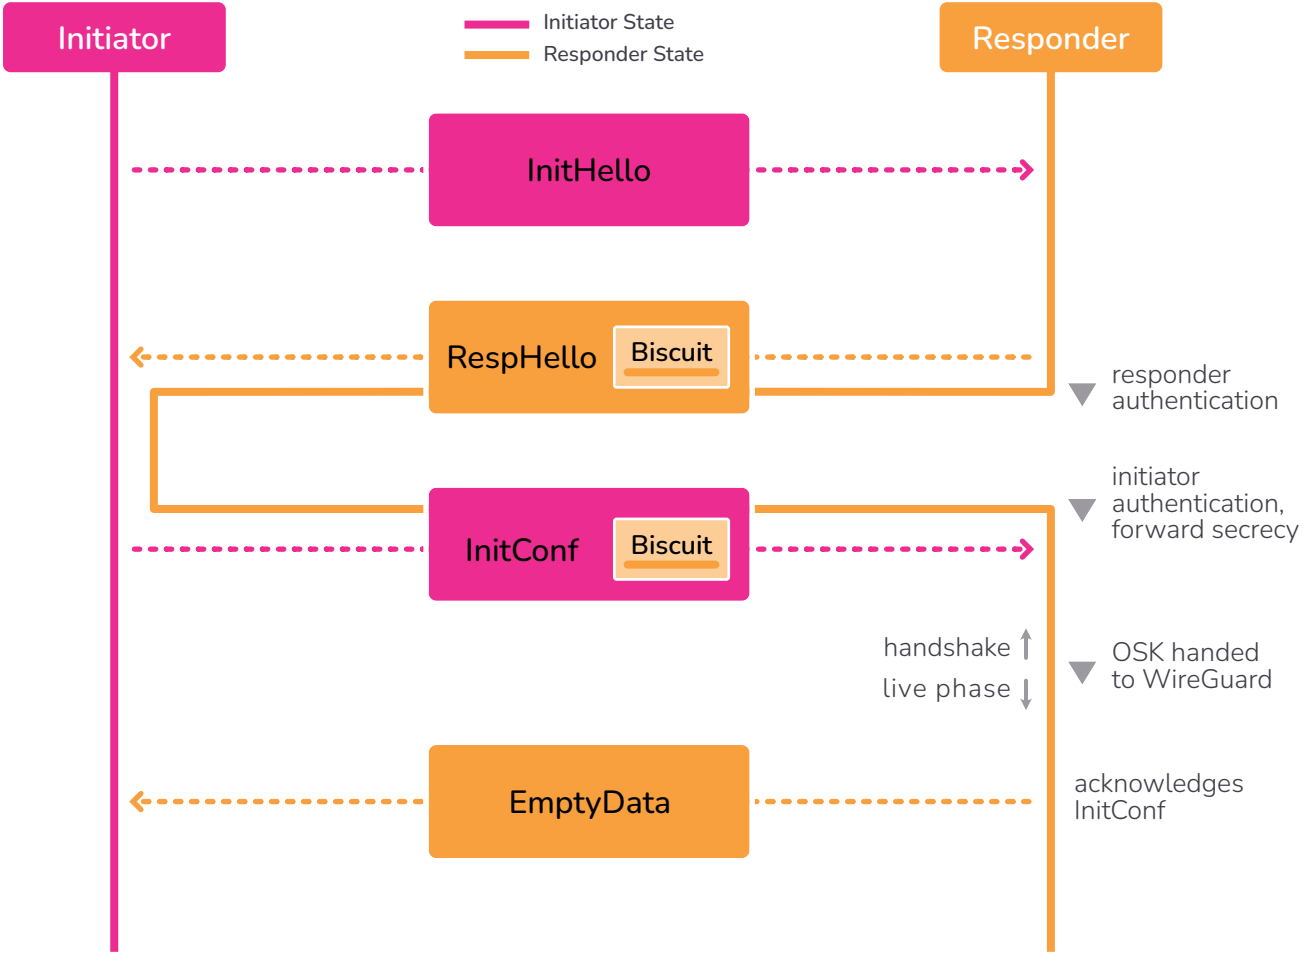 Initiator
Initiator State
Responder State
Responder
InitHello
RespHello
Biscuit
responder
authentication
initiator
authentication,
forward secrecy
InitConf
Biscuit
handshake
live phase
OSK handed
to WireGuard
EmptyData
acknowledges
InitConf